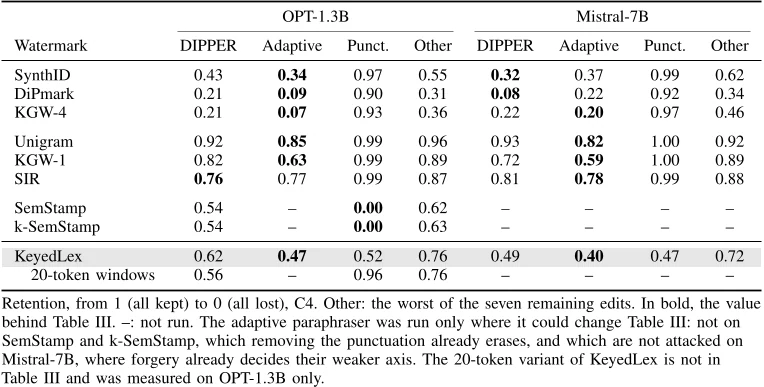 OPT-1.3B Mistral-7B
Watermark DIPPER Adaptive Punct. Other DIPPER Adaptive Punct. Other
SynthID 0.43 0.34 0.97 0.55 0.32 0.37 0.99 0.62
DiPmark 0.21 0.09 0.90 0.31 0.08 0.22 0.92 0.34
KGW-4 0.21 0.07 0.93 0.36 0.22 0.20 0.97 0.46
Unigram 0.92 0.85 0.99 0.96 0.93 0.82 1.00 0.92
KGW-1 0.82 0.63 0.99 0.89 0.72 0.59 1.00 0.89
SIR 0.76 0.77 0.99 0.87 0.81 0.78 0.99 0.88
SemStamp 0.54 – 0.00 0.62 – – – –
k-SemStamp 0.54 – 0.00 0.63 – – – –
KeyedLex 0.62 0.47 0.52 0.76 0.49 0.40 0.47 0.72
20-token windows 0.56 – 0.96 0.76 – – – –
Retention, from 1 (all kept) to 0 (all lost), C4. Other: the worst of the seven remaining edits. In bold, the value
behind Table III. –: not run. The adaptive paraphraser was run only where it could change Table III: not on
SemStamp and k-SemStamp, which removing the punctuation already erases, and which are not attacked on
Mistral-7B, where forgery already decides their weaker axis. The 20-token variant of KeyedLex is not in
Table III and was measured on OPT-1.3B only.